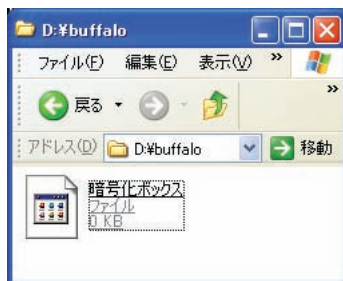 D:¥buffalo
ファイル(F) 編集(E) 表示(V) »
戻る »
アドレス(D) D:¥buffalo 移動
暗号化ボックス
ファイル
0 KB